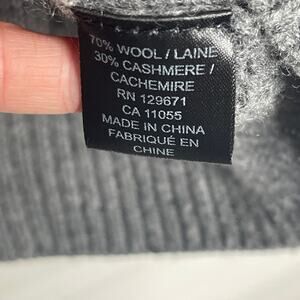 70% WOOL / LAINE
30% CASHMERE /
CACHEMIRE
RN 129671
CA 11055
MADE IN CHINA
FABRIQUÉ EN
CHINE